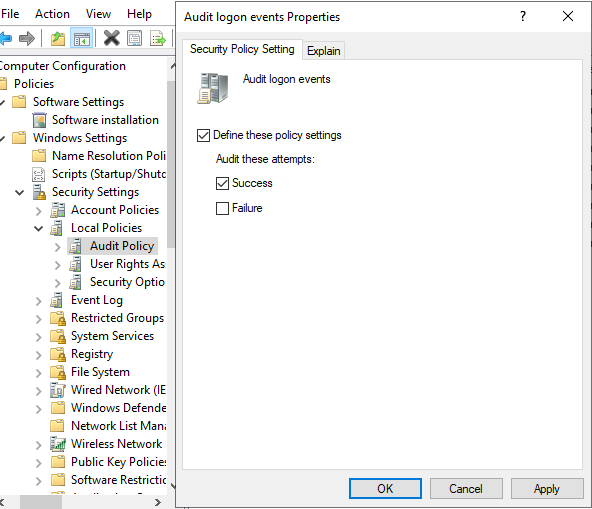 File Action View Help
Computer Configuration
Policies
Software Settings
Software installation
Windows Settings
Name Resolution Poli
Scripts (Startup/Shutd
Security Settings
Account Policies
Local Policies
Audit Policy
User Rights As
Security Optio
Event Log
Restricted Groups
System Services
Registry
File System
Wired Network (IE
Windows Defende
Network List Mana
Wireless Network
Public Key Policies
Software Restrictic
Audit logon events Properties
?
Security Policy Setting Explain
Audit logon events
Define these policy settings
Audit these attempts:
Success
Failure
OK Cancel Apply